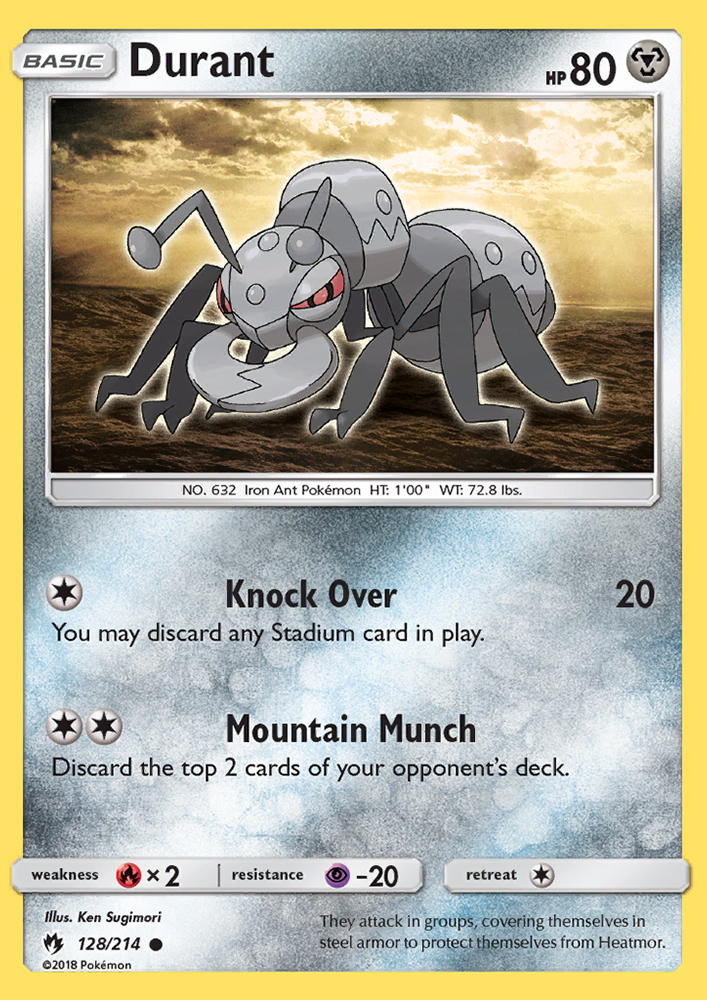 BASIC Durant HP 80
NO. 632 Iron Ant Pokémon HT: 1'00" WT: 72.8 lbs.
Knock Over 20
You may discard any Stadium card in play.
Mountain Munch
Discard the top 2 cards of your opponent's deck.
weakness ×2 resistance -20 retreat
Illus. Ken Sugimori
They attack in groups, covering themselves in
steel armor to protect themselves from Heatmor.
128/214
©2018 Pokémon